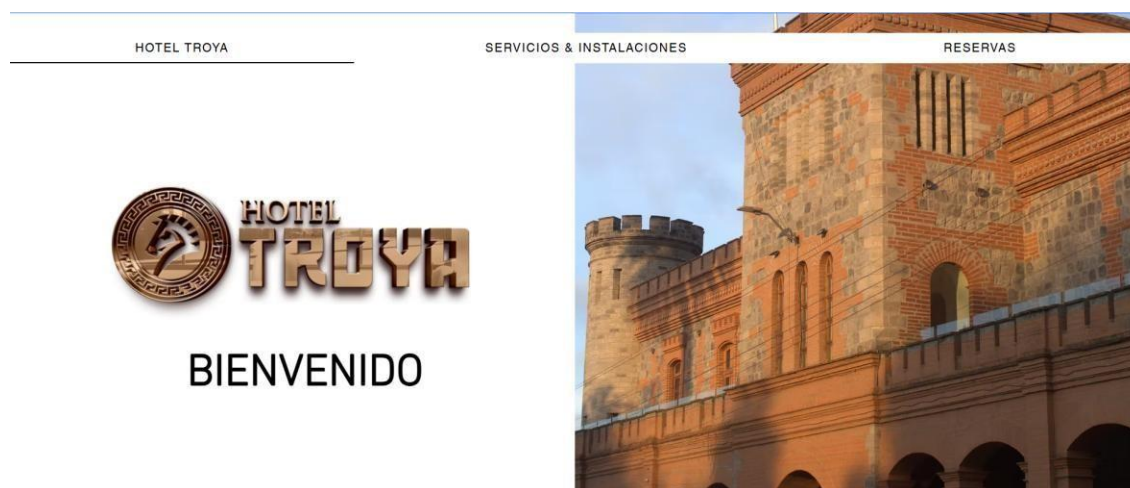 HOTEL TROYA
SERVICIOS & INSTALACIONES
RESERVAS
HOTEL
TROYA
BIENVENIDO